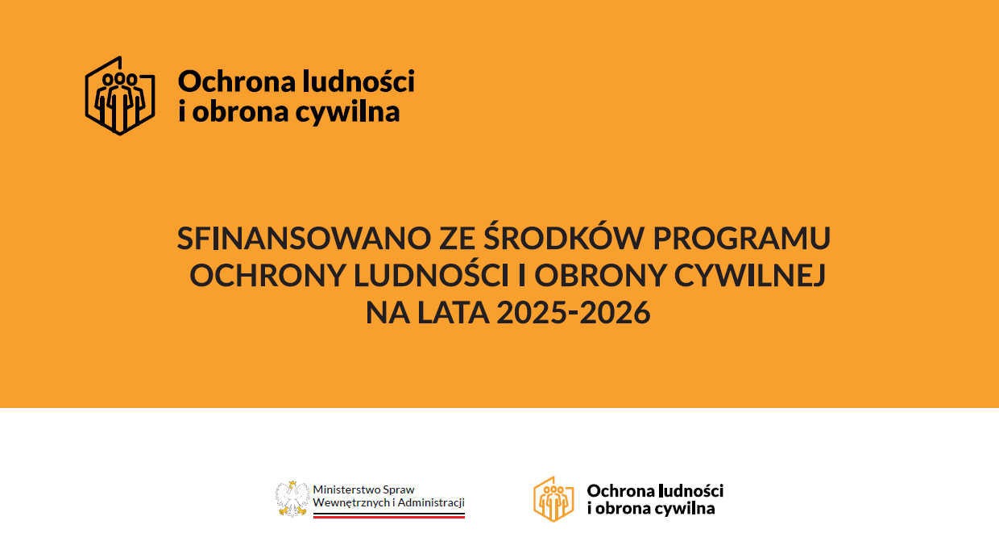 Ochrona ludności
i obrona cywilna
SFINANSOWANO ZE ŚRODKÓW PROGRAMU
OCHRONY LUDNOŚCI I OBRONY CYWILNEJ
NA LATA 2025-2026
Ministerstwo Spraw
Wewnętrznych i Administracji
Ochrona ludności
i obrona cywilna